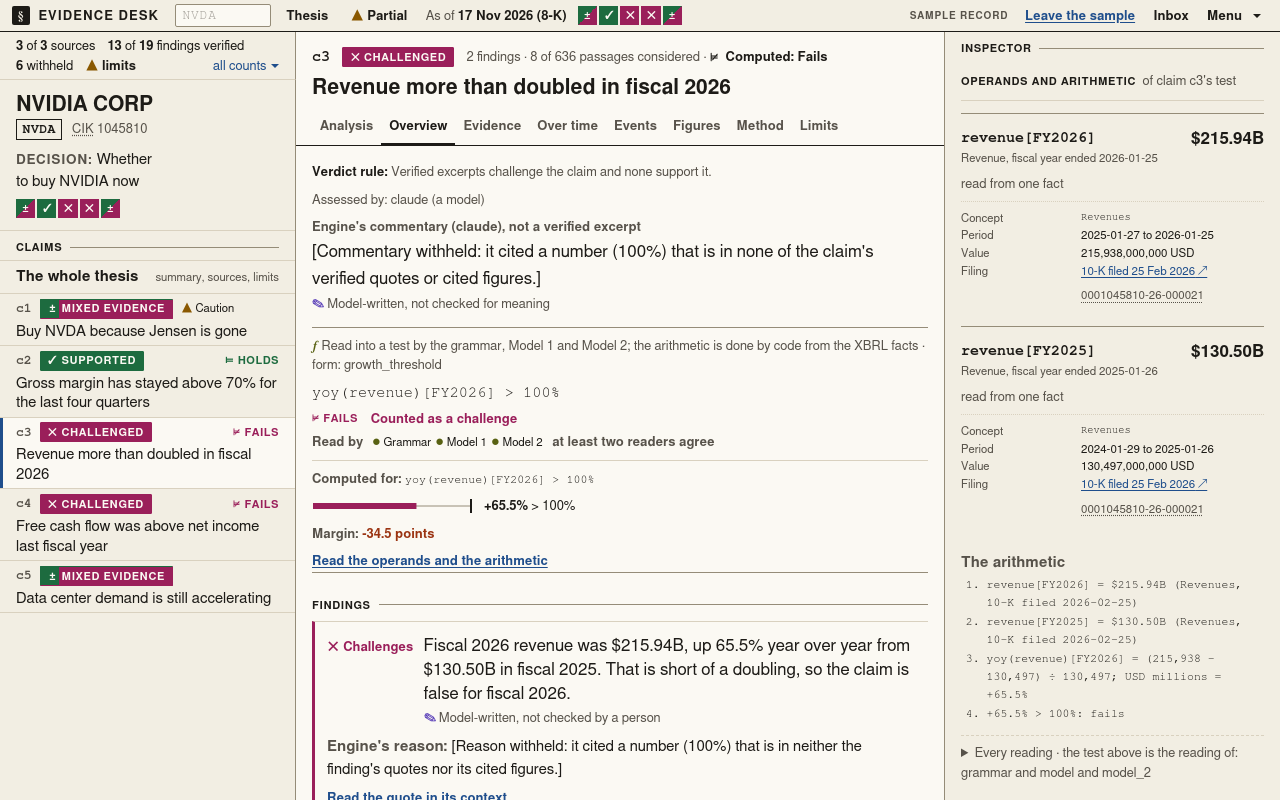 § EVIDENCE DESK NVDA Thesis ▲ Partial As of 17 Nov 2026 (8-K) ± ✓ ✕ ✕ ± SAMPLE RECORD Leave the sample Inbox Menu
3 of 3 sources 13 of 19 findings verified
6 withheld ▲ limits all counts
NVIDIA CORP
NVDA CIK 1045810
DECISION: Whether
to buy NVIDIA now
± ✓ ✕ ✕ ±
CLAIMS
The whole thesis summary, sources, limits
c1 ± MIXED EVIDENCE ▲ Caution
Buy NVDA because Jensen is gone
c2 ✓ SUPPORTED ⊨ HOLDS
Gross margin has stayed above 70% for
the last four quarters
c3 ✕ CHALLENGED ⊭ FAILS
Revenue more than doubled in fiscal
2026
c4 ✕ CHALLENGED ⊭ FAILS
Free cash flow was above net income
last fiscal year
c5 ± MIXED EVIDENCE
Data center demand is still accelerating
c3 ✕ CHALLENGED 2 findings · 8 of 636 passages considered · ⊭ Computed: Fails
Revenue more than doubled in fiscal 2026
Analysis Overview Evidence Over time Events Figures Method Limits
Verdict rule: Verified excerpts challenge the claim and none support it.
Assessed by: claude (a model)
Engine's commentary (claude), not a verified excerpt
[Commentary withheld: it cited a number (100%) that is in none of the claim's
verified quotes or cited figures.]
✎ Model-written, not checked for meaning
ƒ Read into a test by the grammar, Model 1 and Model 2; the arithmetic is done by code from the XBRL facts ·
form: growth_threshold
yoy(revenue)[FY2026] > 100%
⊭ FAILS Counted as a challenge
Read by ● Grammar ● Model 1 ● Model 2 at least two readers agree
Computed for: yoy(revenue)[FY2026] > 100%
+65.5% > 100%
Margin: -34.5 points
Read the operands and the arithmetic
FINDINGS
✕ Challenges Fiscal 2026 revenue was $215.94B, up 65.5% year over year from
$130.50B in fiscal 2025. That is short of a doubling, so the claim is
false for fiscal 2026.
✎ Model-written, not checked by a person
Engine's reason: [Reason withheld: it cited a number (100%) that is in neither the
finding's quotes nor its cited figures.]
Read the quote in its context
INSPECTOR
OPERANDS AND ARITHMETIC of claim c3's test
revenue[FY2026] $215.94B
Revenue, fiscal year ended 2026-01-25
read from one fact
Concept Revenues
Period 2025-01-27 to 2026-01-25
Value 215,938,000,000 USD
Filing 10-K filed 25 Feb 2026 ↗
0001045810-26-000021
revenue[FY2025] $130.50B
Revenue, fiscal year ended 2025-01-26
read from one fact
Concept Revenues
Period 2024-01-29 to 2025-01-26
Value 130,497,000,000 USD
Filing 10-K filed 25 Feb 2026 ↗
0001045810-26-000021
The arithmetic
1. revenue[FY2026] = $215.94B (Revenues,
10-K filed 2026-02-25)
2. revenue[FY2025] = $130.50B (Revenues,
10-K filed 2026-02-25)
3. yoy(revenue)[FY2026] = (215,938 −
130,497) ÷ 130,497; USD millions =
+65.5%
4. +65.5% > 100%: fails
▶ Every reading · the test above is the reading of:
grammar and model and model_2